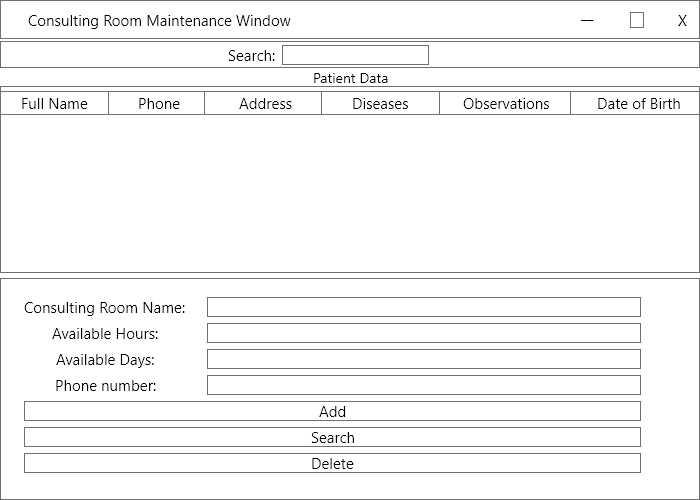 Consulting Room Maintenance Window — X
Search:
Patient Data
Full Name Phone Address Diseases Observations Date of Birth
Consulting Room Name:
Available Hours:
Available Days:
Phone number:
Add
Search
Delete